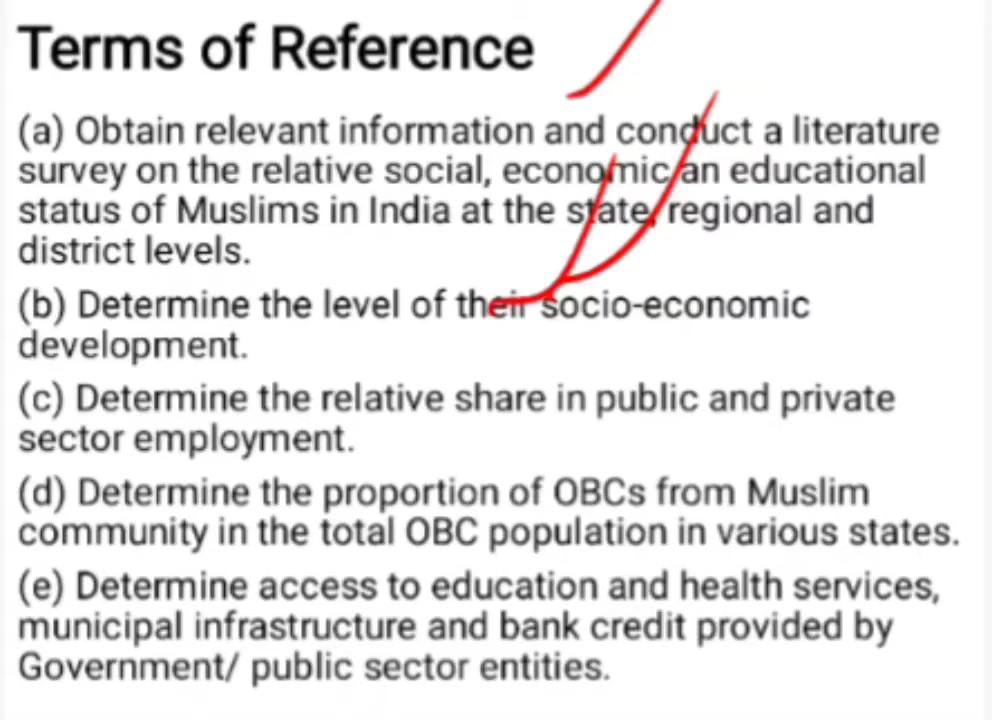 Terms of Reference
(a) Obtain relevant information and conduct a literature
survey on the relative social, economic an educational
status of Muslims in India at the state, regional and
district levels.
(b) Determine the level of their socio-economic
development.
(c) Determine the relative share in public and private
sector employment.
(d) Determine the proportion of OBCs from Muslim
community in the total OBC population in various states.
(e) Determine access to education and health services,
municipal infrastructure and bank credit provided by
Government/ public sector entities.